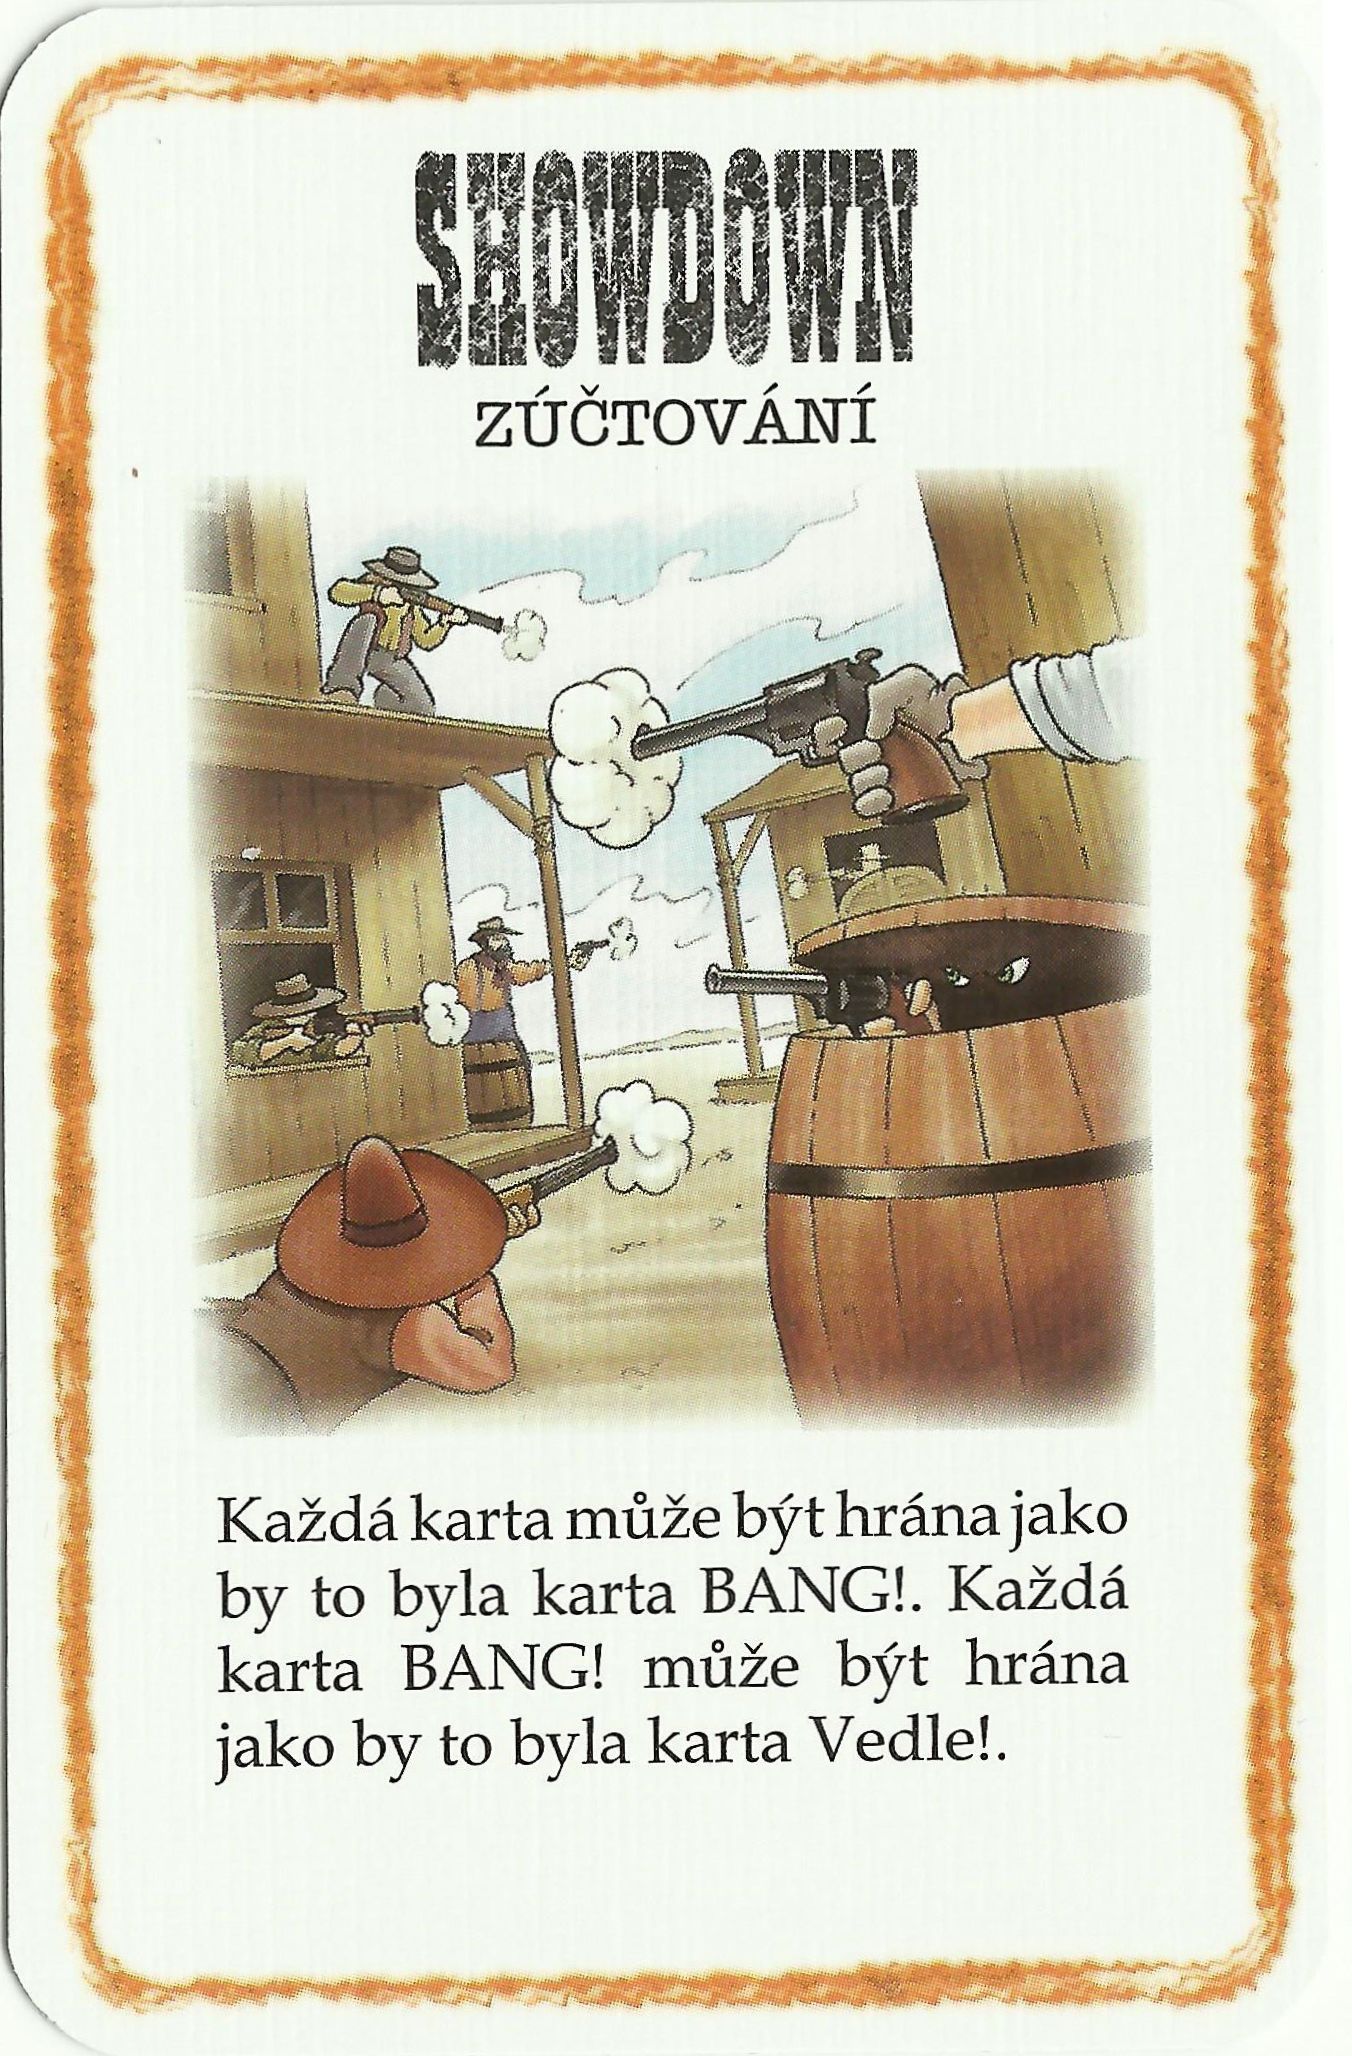 SHOWDOWN
ZÚČTOVÁNÍ
Každá karta může být hrána jako
by to byla karta BANG!. Každá
karta BANG! může být hrána
jako by to byla karta Vedle!.